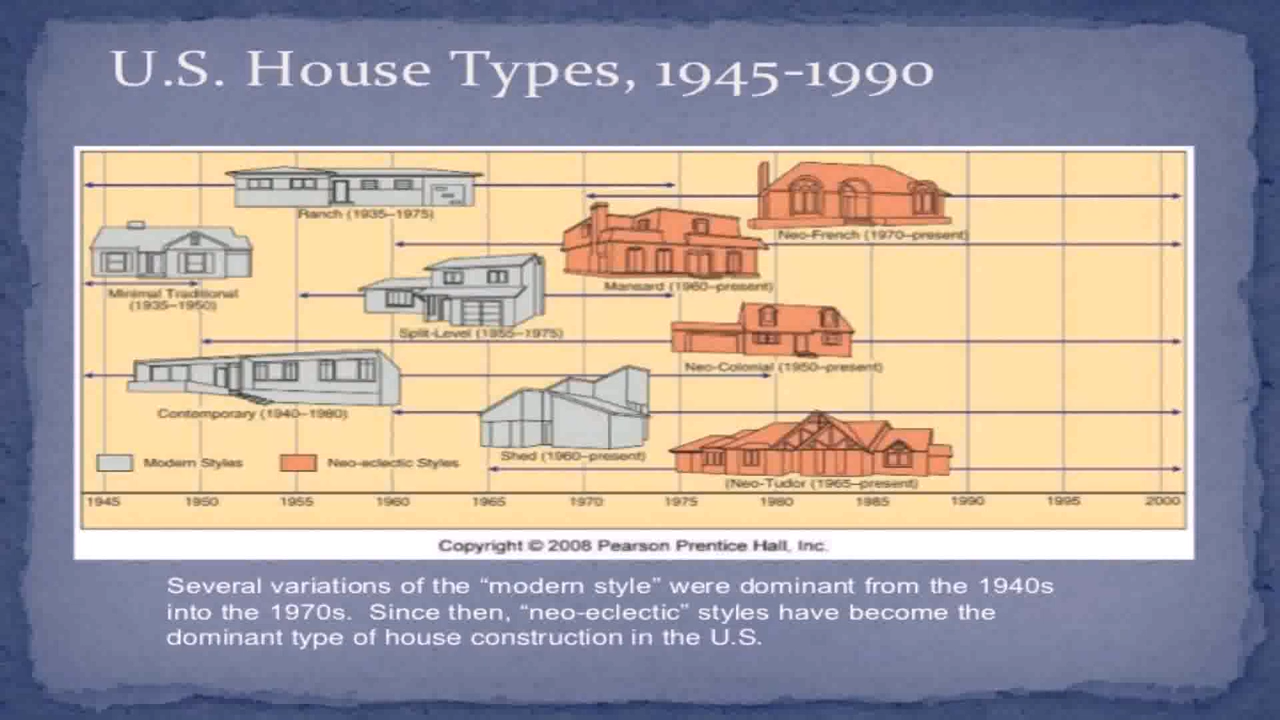 U.S. House Types, 1945-1990
Ranch (1935–1975)
Neo-French (1970–present)
Mansard (1960–present)
Minimal Traditional
(1935–1950)
Split-Level (1955–1975)
Neo-Colonial (1950–present)
Contemporary (1940–1980)
Shed (1960–present)
Modern Styles
Neo-eclectic Styles
(Neo-Tudor (1965–present)
1945 1950 1955 1960 1965 1970 1975 1980 1985 1990 1995 2000
Copyright © 2008 Pearson Prentice Hall, Inc.
Several variations of the “modern style” were dominant from the 1940s
into the 1970s. Since then, “neo-eclectic” styles have become the
dominant type of house construction in the U.S.